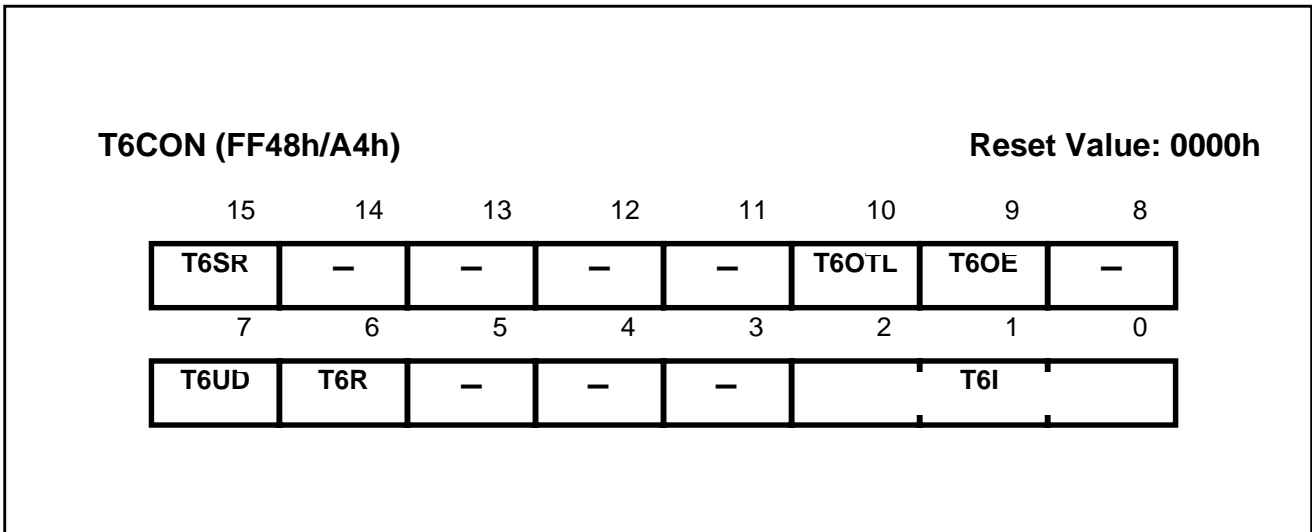 T6CON (FF48h/A4h) Reset Value: 0000h
15 14 13 12 11 10 9 8
T6SR – – – – T6OTL T6OE –
7 6 5 4 3 2 1 0
T6UD T6R – – – T6I